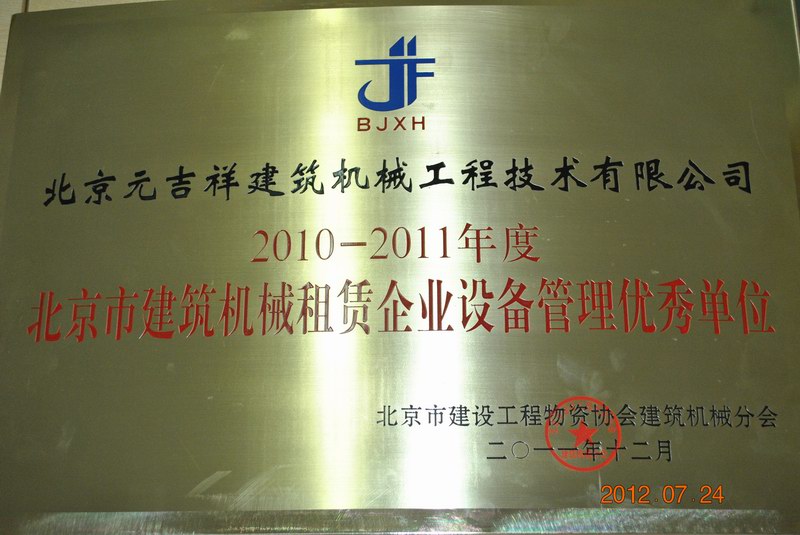 BJXH
北京元吉祥建筑机械工程技术有限公司
2010-2011年度
北京市建筑机械租赁企业设备管理优秀单位
北京市建设工程物资协会建筑机械分会
二〇一一年十二月
2012.07.24